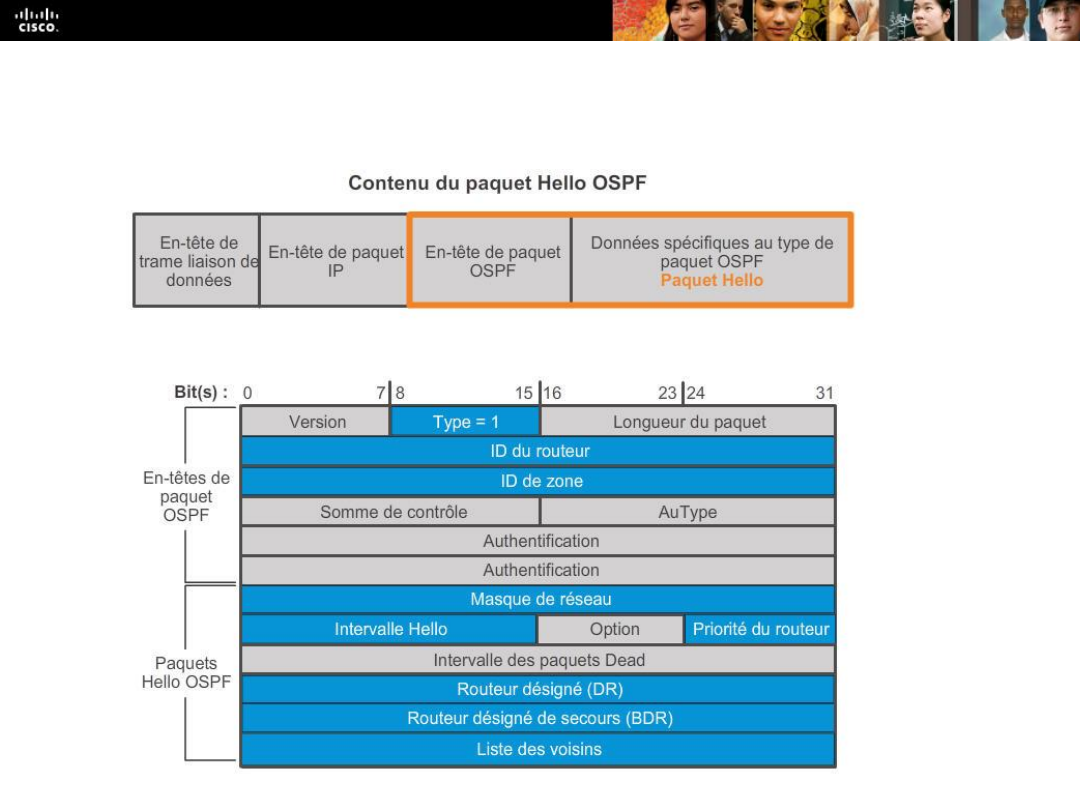 CISCO.
Contenu du paquet Hello OSPF
En-tête de
trame liaison de
données
En-tête de paquet
IP
En-tête de paquet
OSPF
Données spécifiques au type de
paquet OSPF
Paquet Hello
Bit(s) : 0 7 8 15 16 23 24 31
En-têtes de
paquet
OSPF
Version Type = 1 Longueur du paquet
ID du routeur
ID de zone
Somme de contrôle AuType
Authentification
Authentification
Paquets
Hello OSPF
Masque de réseau
Intervalle Hello Option Priorité du routeur
Intervalle des paquets Dead
Routeur désigné (DR)
Routeur désigné de secours (BDR)
Liste des voisins